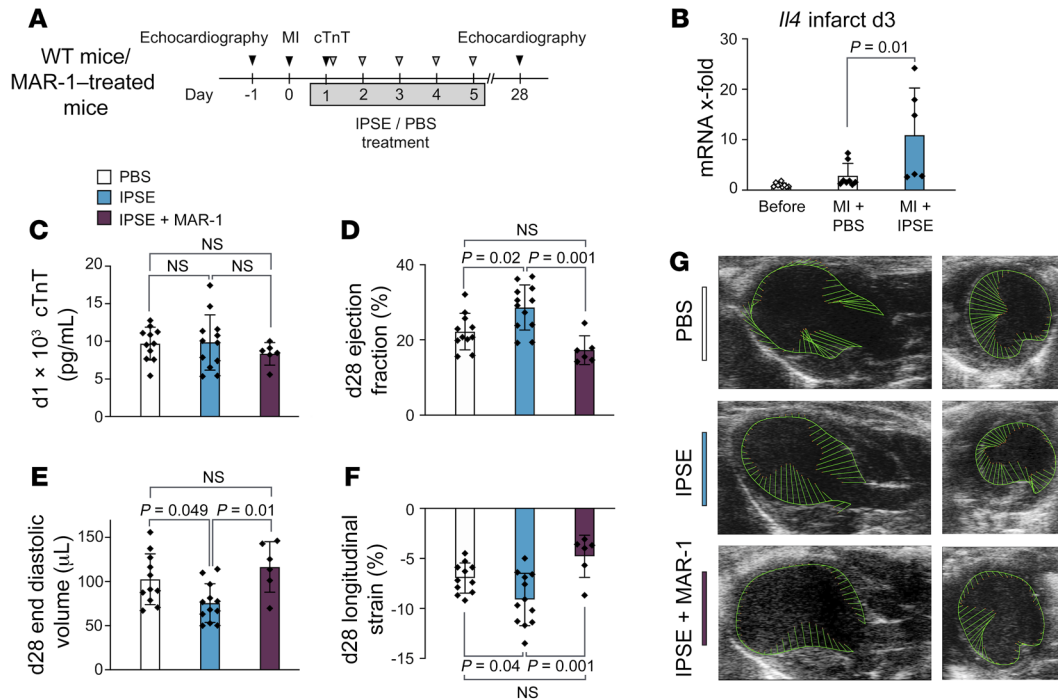 A
WT mice/
MAR-1–treated
mice
Echocardiography MI cTnT Echocardiography
Day -1 0 1 2 3 4 5 28
IPSE / PBS
treatment
B
Il4 infarct d3
P = 0.01
mRNA x-fold
30
20
10
0
Before
MI +
PBS
MI +
IPSE
PBS
IPSE
IPSE + MAR-1
C
NS
NS NS
d1 × 10³ cTnT
(pg/mL)
20
15
10
5
0
D
NS
P = 0.02 P = 0.001
d28 ejection
fraction (%)
40
20
0
E
NS
P = 0.049 P = 0.01
d28 end diastolic
volume (µL)
150
100
50
0
F
d28 longitudinal
strain (%)
0
-5
-10
-15
P = 0.04 P = 0.001
NS
G
PBS
IPSE
IPSE + MAR-1